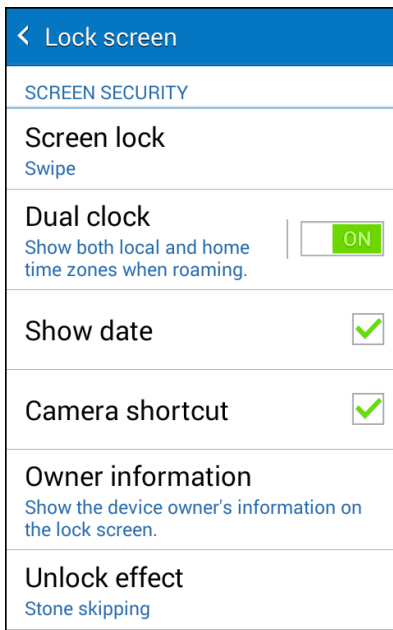 Lock screen
SCREEN SECURITY
Screen lock
Swipe
Dual clock
Show both local and home
time zones when roaming.
ON
Show date
Camera shortcut
Owner information
Show the device owner's information on
the lock screen.
Unlock effect
Stone skipping